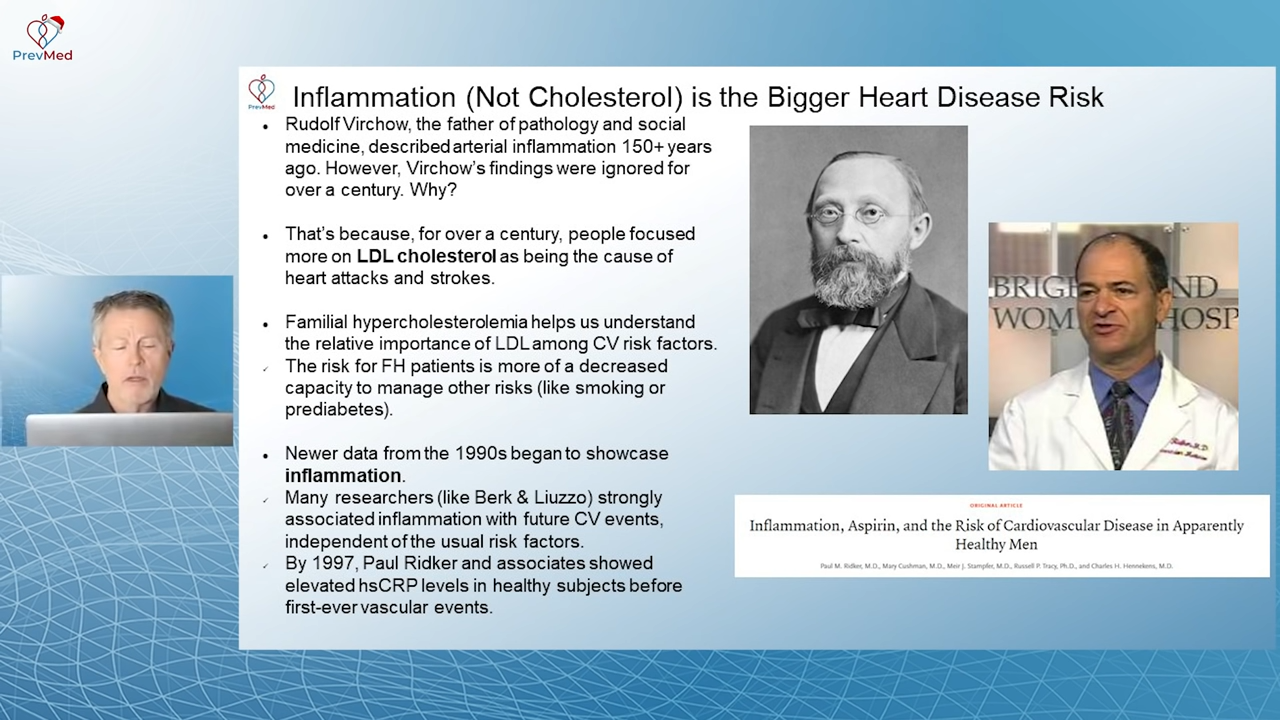 PrevMed
PrevMed
Inflammation (Not Cholesterol) is the Bigger Heart Disease Risk
• Rudolf Virchow, the father of pathology and social
medicine, described arterial inflammation 150+ years
ago. However, Virchow's findings were ignored for
over a century. Why?
• That's because, for over a century, people focused
more on LDL cholesterol as being the cause of
heart attacks and strokes.
• Familial hypercholesterolemia helps us understand
the relative importance of LDL among CV risk factors.
✓ The risk for FH patients is more of a decreased
capacity to manage other risks (like smoking or
prediabetes).
• Newer data from the 1990s began to showcase
inflammation.
✓ Many researchers (like Berk & Liuzzo) strongly
associated inflammation with future CV events,
independent of the usual risk factors.
✓ By 1997, Paul Ridker and associates showed
elevated hsCRP levels in healthy subjects before
first-ever vascular events.
BRIGH ND
WOM HOSP
ORIGINAL ARTICLE
Inflammation, Aspirin, and the Risk of Cardiovascular Disease in Apparently
Healthy Men
Paul M. Ridker, M.D., Mary Cushman, M.D., Meir J. Stampfer, M.D., Russell P. Tracy, Ph.D., and Charles H. Hennekens, M.D.